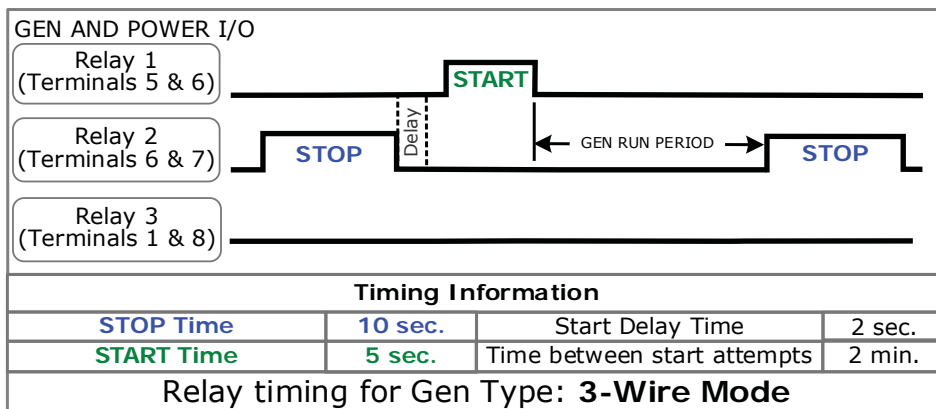 GEN AND POWER I/O
Relay 1
(Terminals 5 & 6)
START
Relay 2
(Terminals 6 & 7)
STOP
Delay
GEN RUN PERIOD
STOP
Relay 3
(Terminals 1 & 8)
Timing Information
STOP Time 10 sec. Start Delay Time 2 sec.
START Time 5 sec. Time between start attempts 2 min.
Relay timing for Gen Type: 3-Wire Mode